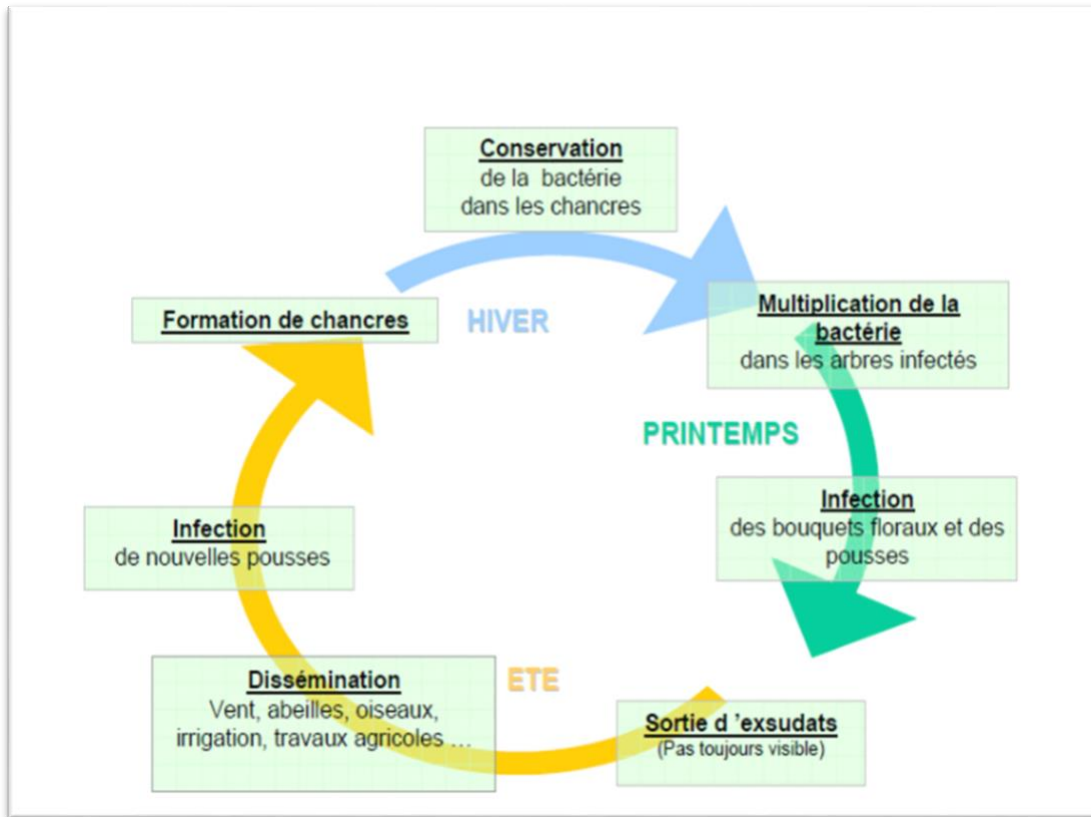 Conservation
de la bactérie
dans les chancres
HIVER
Multiplication de la
bactérie
dans les arbres infectés
PRINTEMPS
Infection
des bouquets floraux et des
pousses
Sortie d ’exsudats
(Pas toujours visible)
ETE
Dissémination
Vent, abeilles, oiseaux,
irrigation, travaux agricoles ...
Infection
de nouvelles pousses
Formation de chancres